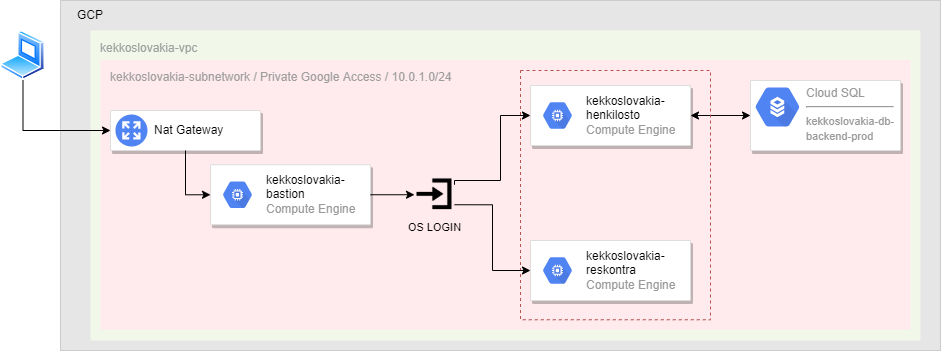 GCP
kekkoslovakia-vpc
kekkoslovakia-subnetwork / Private Google Access / 10.0.1.0/24
Nat Gateway
kekkoslovakia-
bastion
Compute Engine
OS LOGIN
kekkoslovakia-
henkilosto
Compute Engine
kekkoslovakia-
reskontra
Compute Engine
Cloud SQL
kekkoslovakia-db-
backend-prod